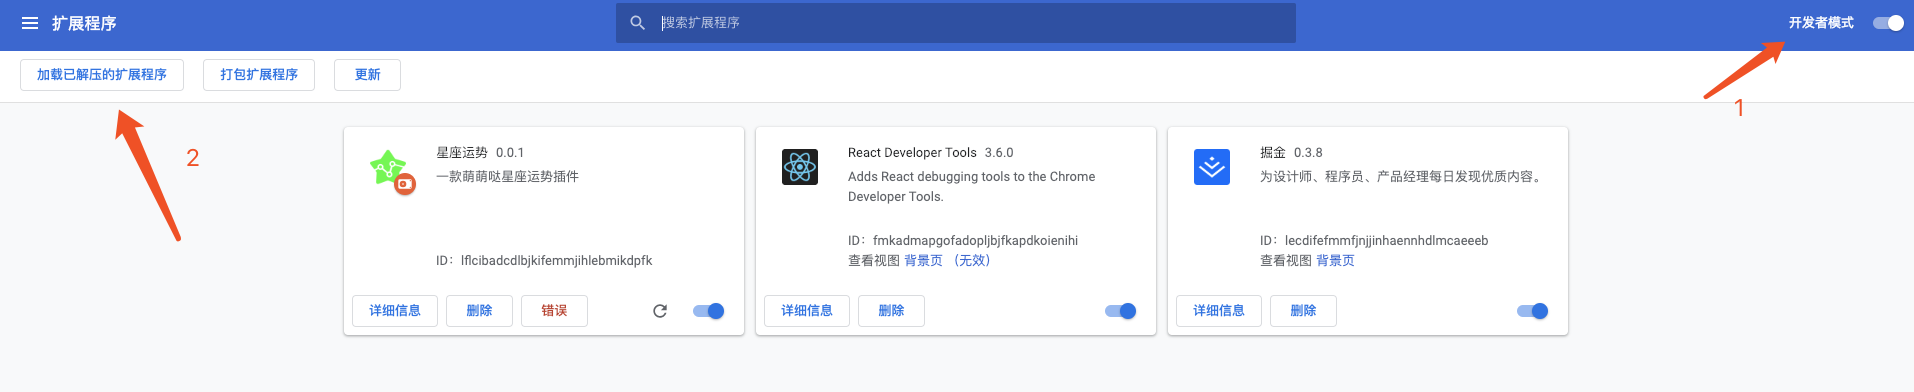 扩展程序
搜索扩展程序
开发者模式
加载已解压的扩展程序
打包扩展程序
更新
1
2
星座运势 0.0.1
一款萌萌哒星座运势插件
ID: lflcibadcdlbjkifemmjihlebmikdpfk
详细信息
删除
错误
React Developer Tools 3.6.0
Adds React debugging tools to the Chrome
Developer Tools.
ID: fmkadmapgofadopljbjfkapdkoienihi
查看视图 背景页 (无效)
详细信息
删除
掘金 0.3.8
为设计师、程序员、产品经理每日发现优质内容。
ID: lecdifefmmfjnjjinhaennhdlmcaeeeb
查看视图 背景页
详细信息
删除